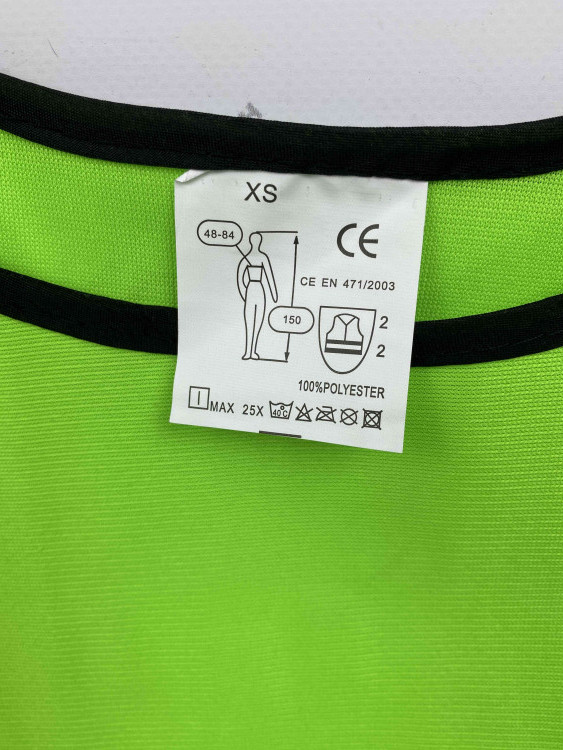 XS
48-84
CE
CE EN 471/2003
150
2
2
100%POLYESTER
MAX 25X 40°C